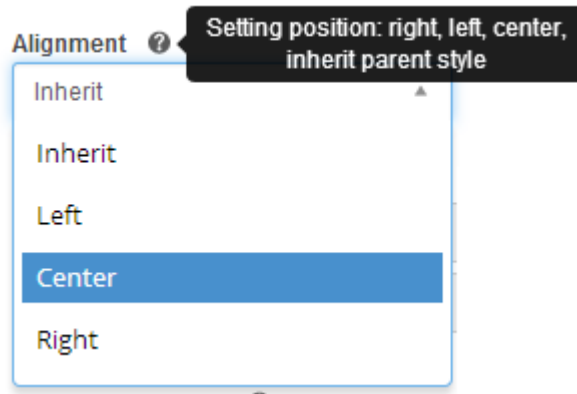 Alignment
Setting position: right, left, center,
inherit parent style
Inherit
Inherit
Left
Center
Right